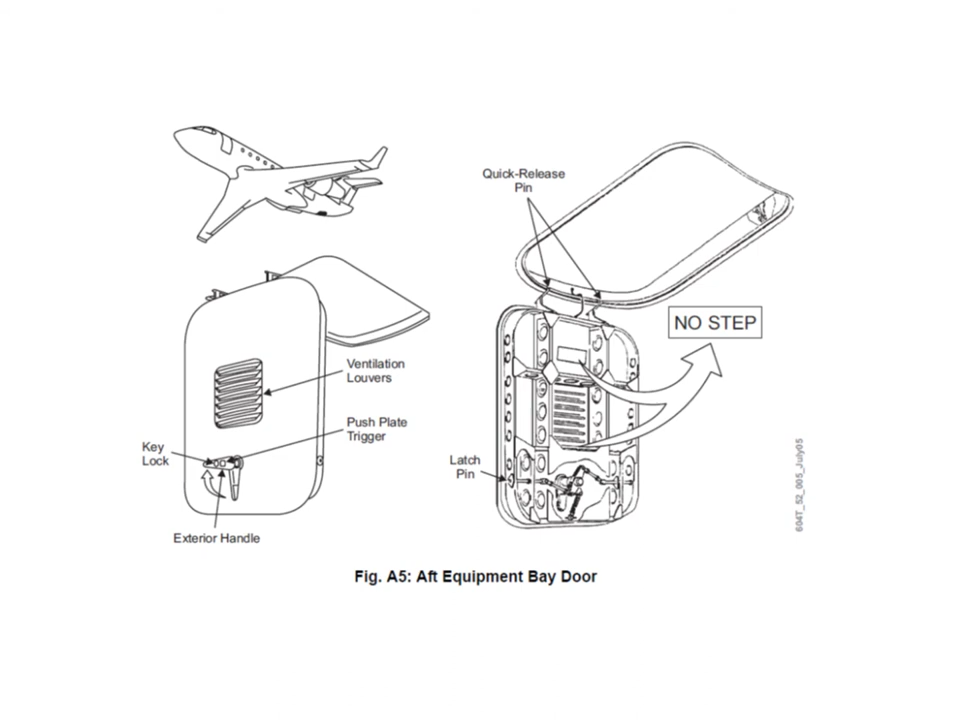 Quick-Release
Pin
NO STEP
Ventilation
Louvers
Push Plate
Trigger
Key
Lock
Latch
Pin
Exterior Handle
604T_52_005_July05
Fig. A5: Aft Equipment Bay Door